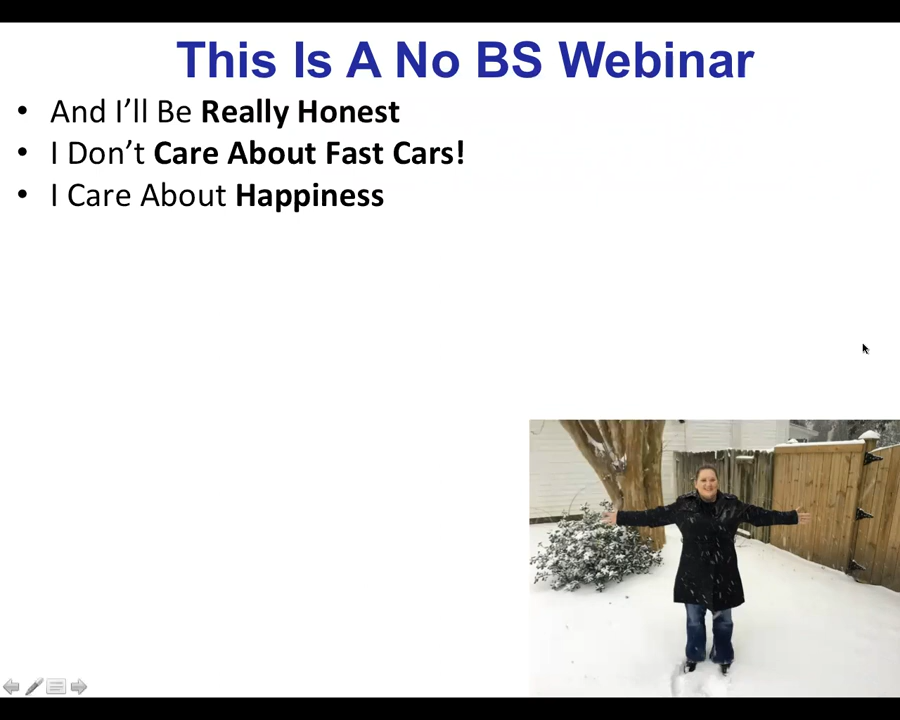 This Is A No BS Webinar
• And I’ll Be Really Honest
• I Don’t Care About Fast Cars!
• I Care About Happiness